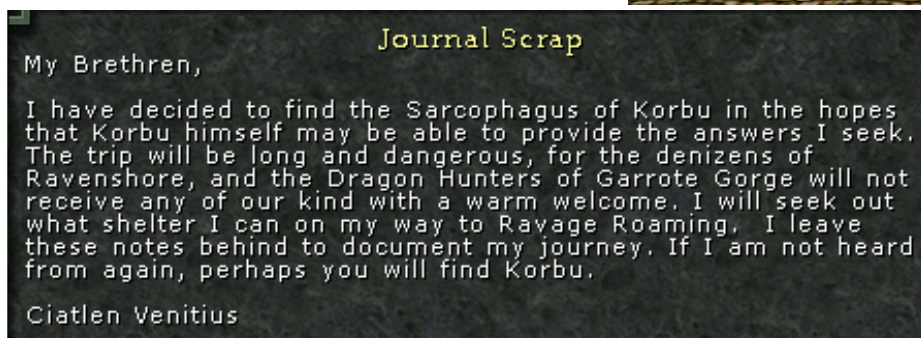 Journal Scrap
My Brethren,
I have decided to find the Sarcophagus of Korbu in the hopes
that Korbu himself may be able to provide the answers I seek.
The trip will be long and dangerous, for the denizens of
Ravenshore, and the Dragon Hunters of Garrote Gorge will not
receive any of our kind with a warm welcome. I will seek out
what shelter I can on my way to Ravage Roaming.  I leave
these notes behind to document my journey. If I am not heard
from again, perhaps you will find Korbu.
Ciatlen Venitius